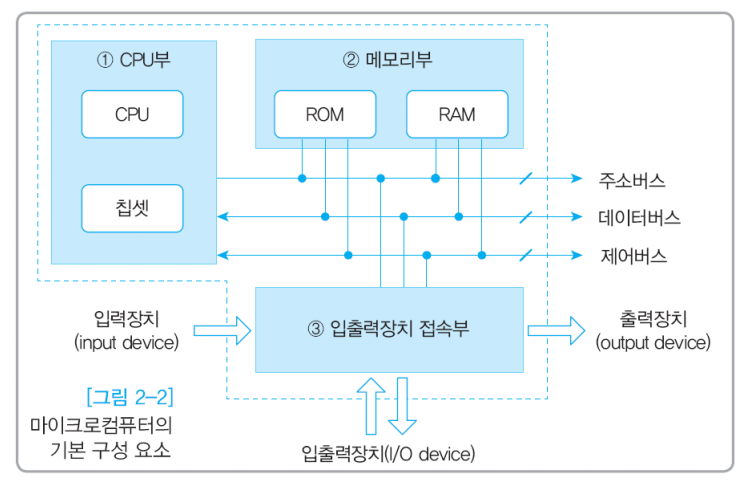 ① CPU부
② 메모리부
CPU
ROM
RAM
칩셋
주소버스
데이터버스
제어버스
입력장치
(input device)
③ 입출력장치 접속부
출력장치
(output device)
[그림 2-2]
마이크로컴퓨터의
기본 구성 요소
입출력장치(I/O device)